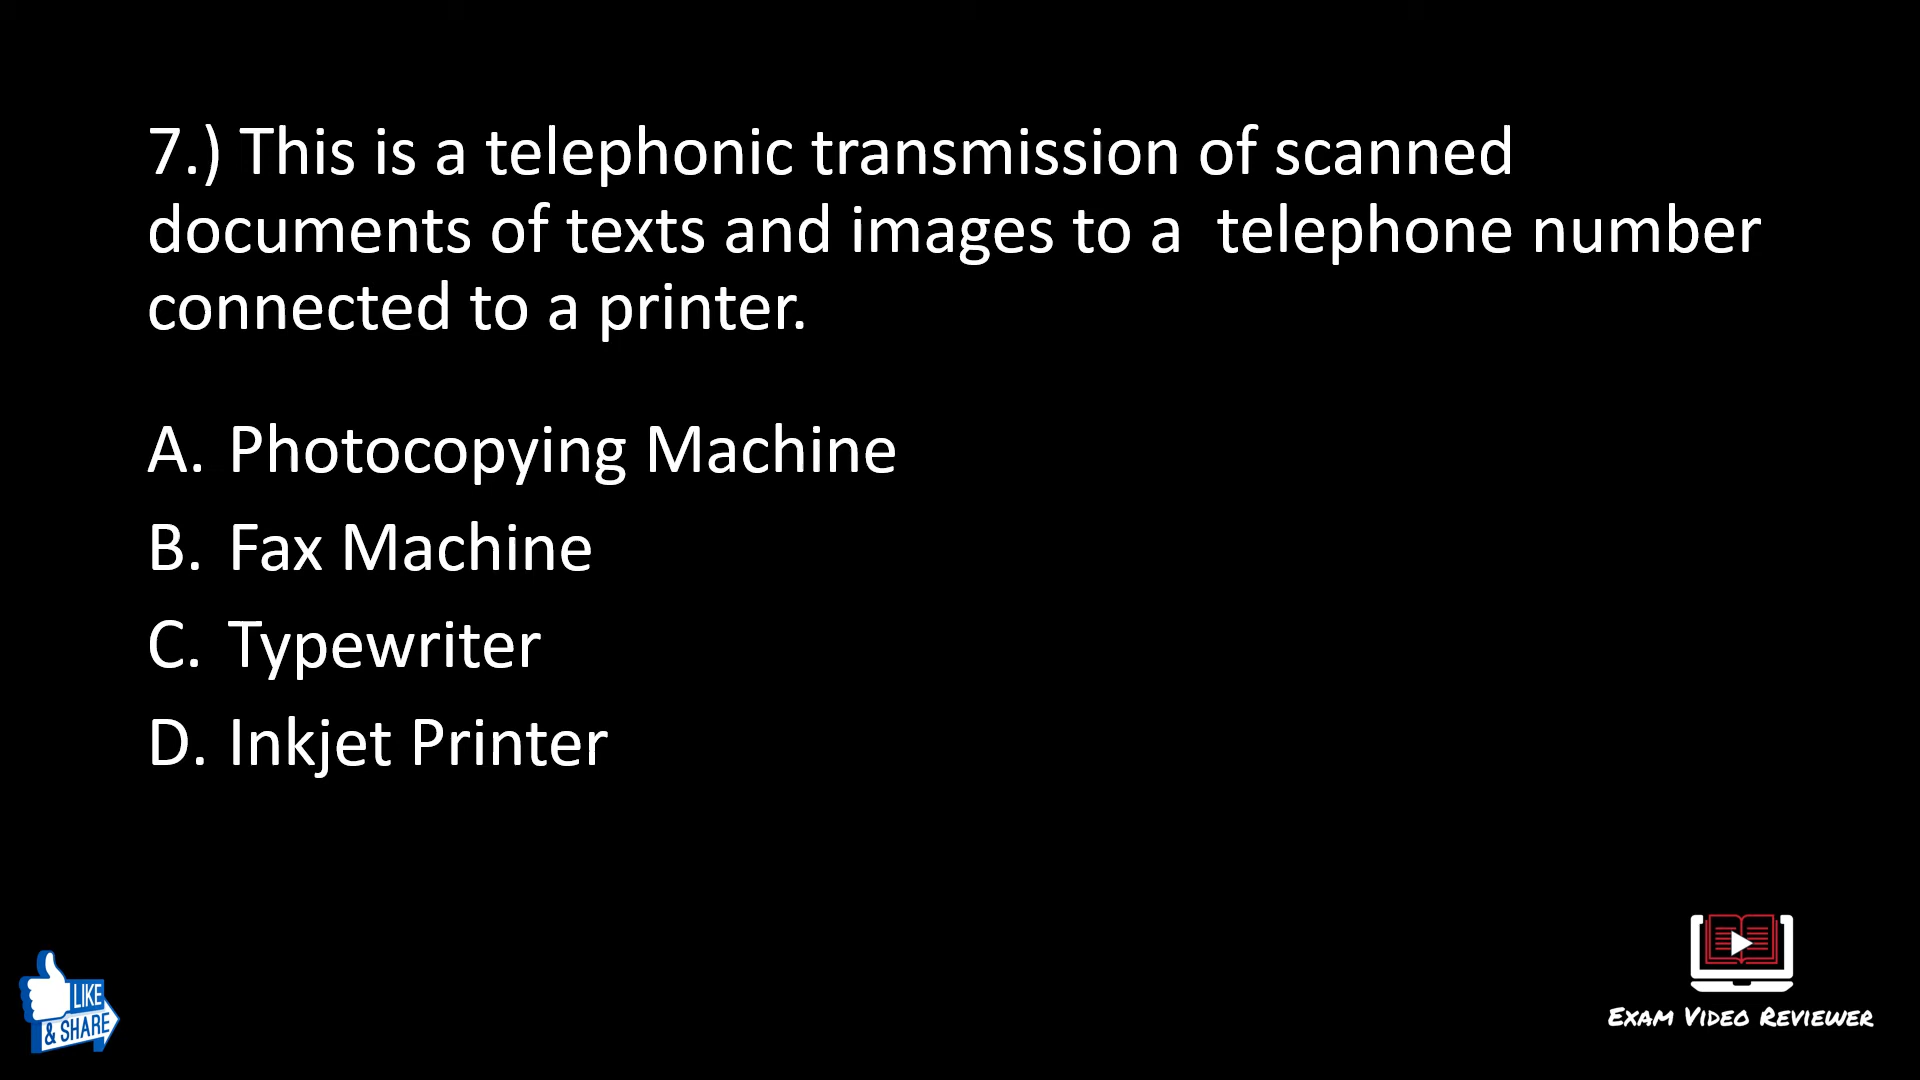 7.) This is a telephonic transmission of scanned
documents of texts and images to a  telephone number
connected to a printer.
A. Photocopying Machine
B. Fax Machine
C. Typewriter
D. Inkjet Printer
LIKE
& SHARE
EXAM VIDEO REVIEWER